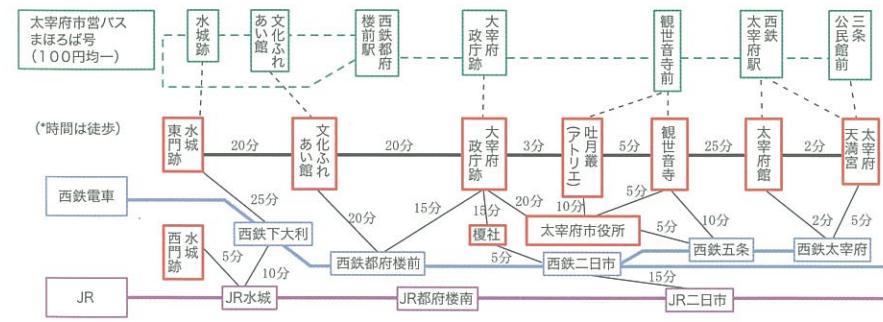 太宰府市営バス
まほろば号
（100円均一）
水城跡
文化ふれ
あい館
西鉄都府
楼前駅
大宰府
政庁跡
観世音寺前
西鉄
太宰府駅
三条
公民館前
（*時間は徒歩）
水城
東門跡
20分
文化ふれ
あい館
20分
大宰府
政庁跡
3分
吐月叢
（アトリエ）
5分
観世音寺
25分
太宰府館
2分
太宰府
天満宮
西鉄電車
25分
20分
15分
15分
20分
10分
5分
5分
10分
2分
5分
西鉄下大利
榎社
太宰府市役所
西鉄五条
西鉄太宰府
水城
西門跡
5分
10分
西鉄都府楼前
5分
西鉄二日市
15分
JR
JR水城
JR都府楼南
JR二日市